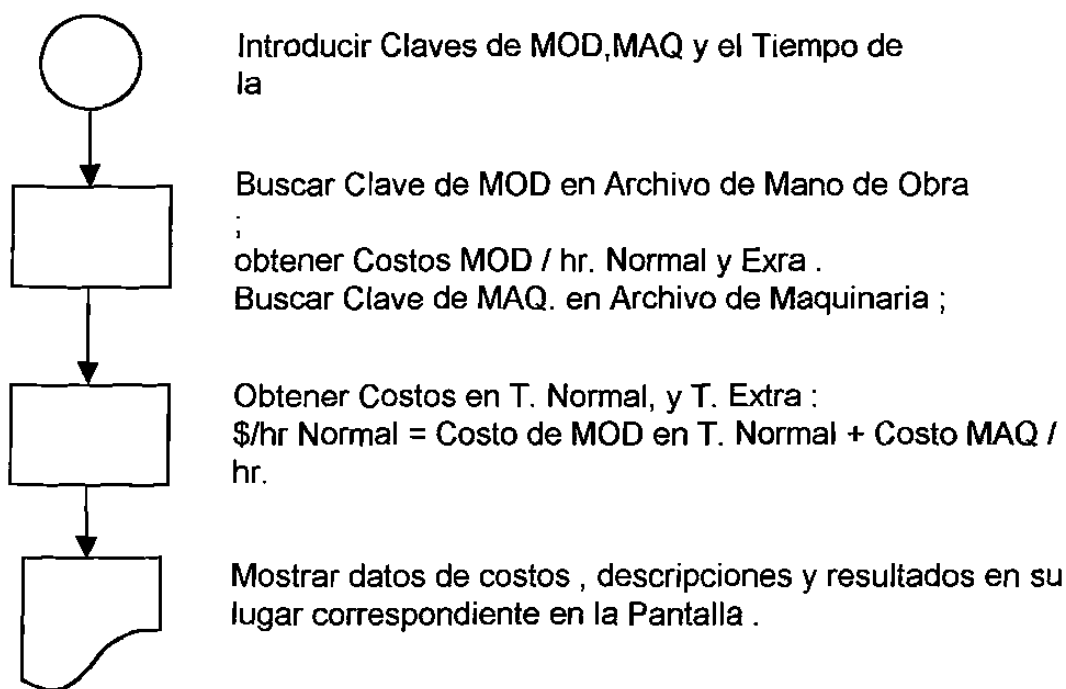 Introducir Claves de MOD,MAQ y el Tiempo de
la
Buscar Clave de MOD en Archivo de Mano de Obra
;
obtener Costos MOD / hr. Normal y Exra .
Buscar Clave de MAQ. en Archivo de Maquinaria ;
Obtener Costos en T. Normal, y T. Extra :
$/hr Normal = Costo de MOD en T. Normal + Costo MAQ /
hr.
Mostrar datos de costos , descripciones y resultados en su
lugar correspondiente en la Pantalla .